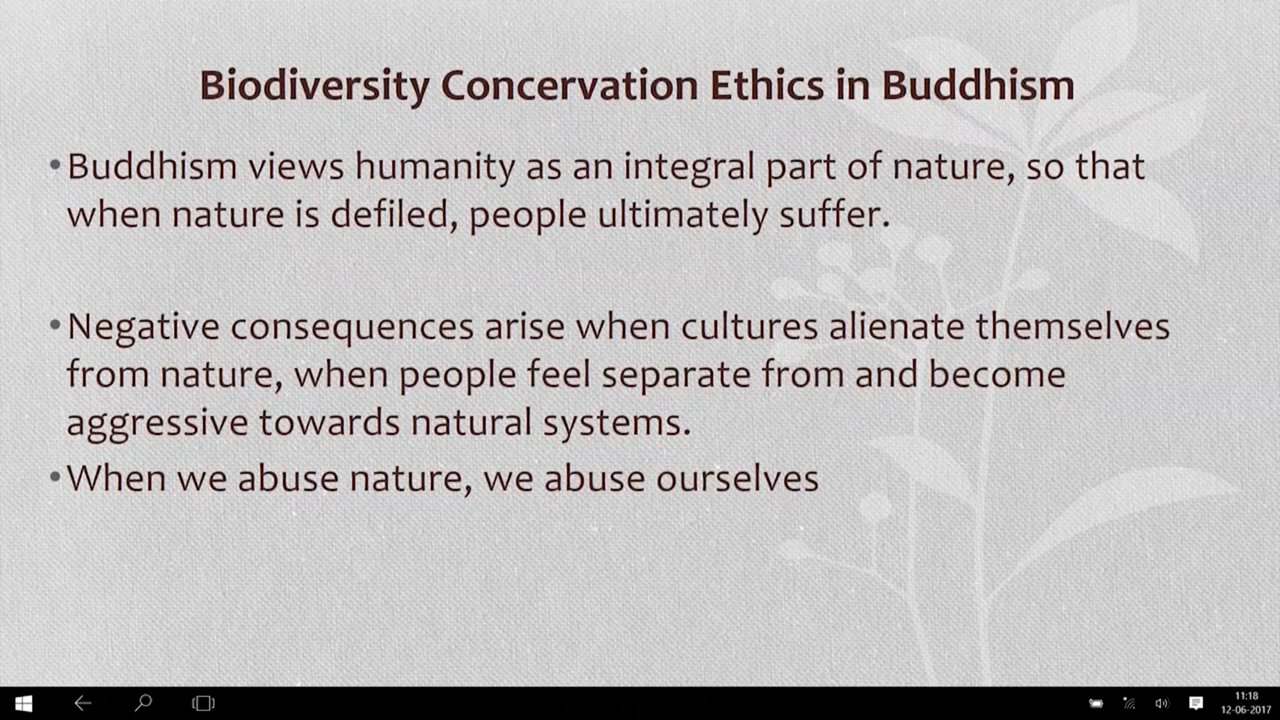 Biodiversity Concervation Ethics in Buddhism
•Buddhism views humanity as an integral part of nature, so that
when nature is defiled, people ultimately suffer.
•Negative consequences arise when cultures alienate themselves
from nature, when people feel separate from and become
aggressive towards natural systems.
•When we abuse nature, we abuse ourselves
11:18
12-06-2017